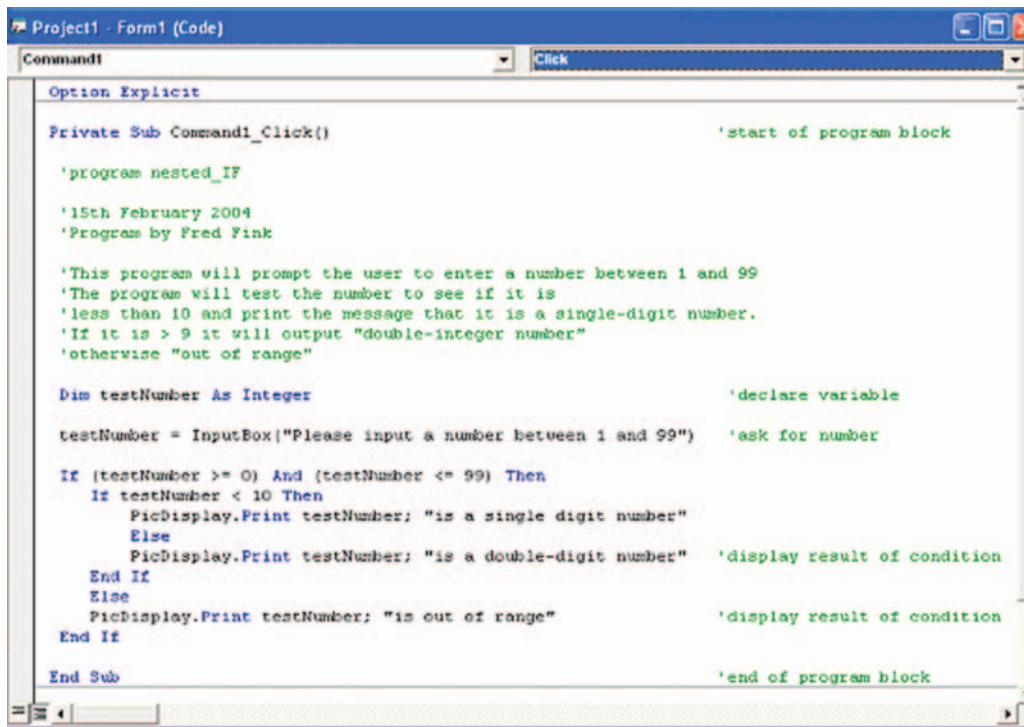 Project1 - Form1 (Code)
Command1 Click
Option Explicit
Private Sub Command1_Click() 'start of program block
'program nested_IF
'15th February 2004
'Program by Fred Fink
'This program will prompt the user to enter a number between 1 and 99
'The program will test the number to see if it is
'less than 10 and print the message that it is a single-digit number.
'If it is > 9 it will output "double-integer number"
'otherwise "out of range"
Dim testNumber As Integer 'declare variable
testNumber = InputBox("Please input a number between 1 and 99") 'ask for number
If (testNumber >= 0) And (testNumber <= 99) Then
If testNumber < 10 Then
PicDisplay.Print testNumber; "is a single digit number"
Else
PicDisplay.Print testNumber; "is a double-digit number" 'display result of condition
End If
Else
PicDisplay.Print testNumber; "is out of range" 'display result of condition
End If
End Sub 'end of program block